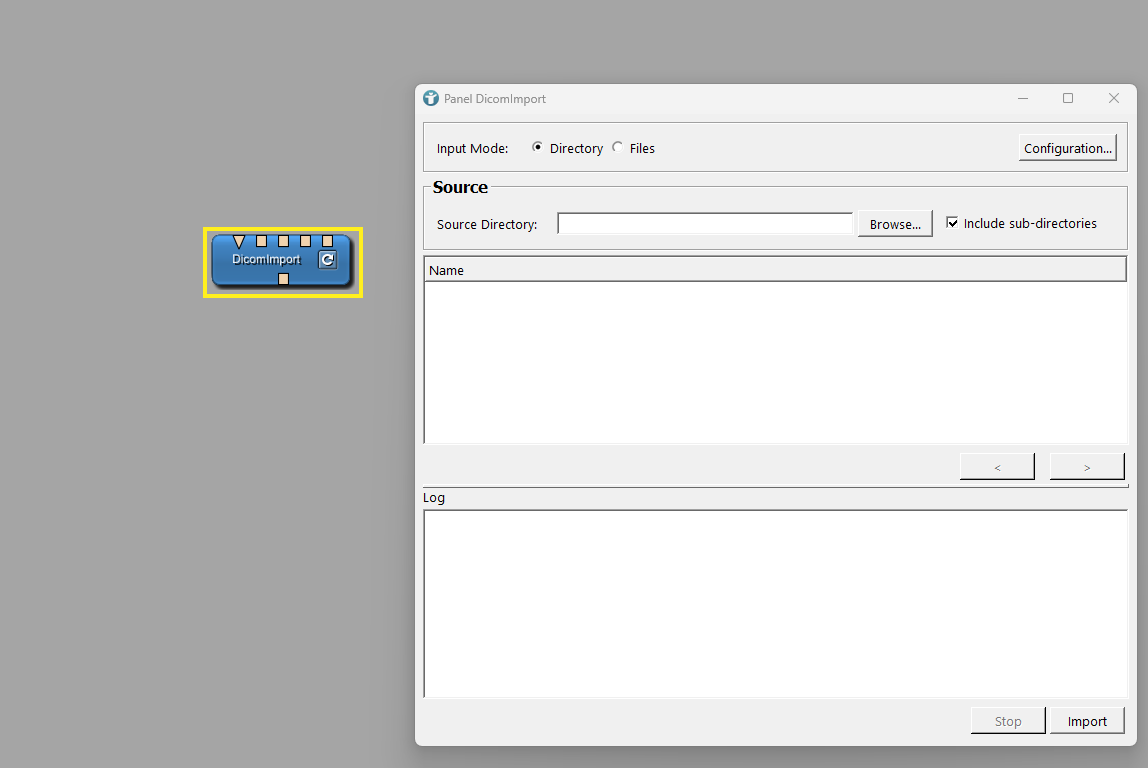 Panel DicomImport
Input Mode: Directory Files Configuration...
Source
Source Directory: Browse... Include sub-directories
DicomImport
Name
< >
Log
Stop Import